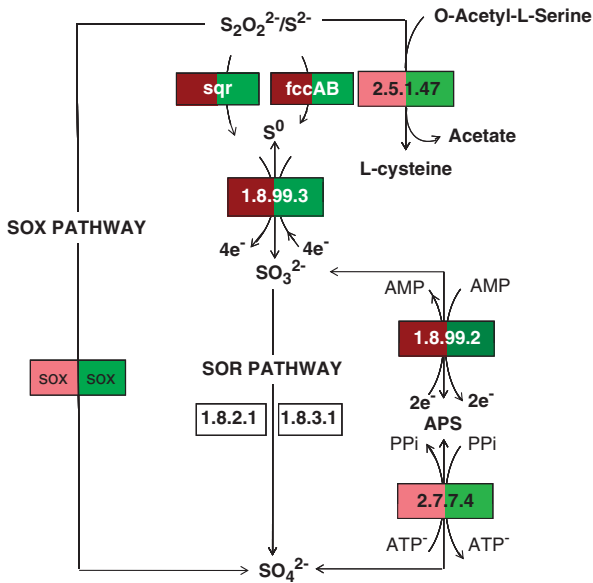 S₂O₂²⁻/S²⁻
O-Acetyl-L-Serine
sqr
fccAB
2.5.1.47
S⁰
Acetate
L-cysteine
1.8.99.3
SOX PATHWAY
4e⁻
4e⁻
SO₃²⁻
AMP
AMP
1.8.99.2
SOR PATHWAY
sox
sox
2e⁻
2e⁻
1.8.2.1
1.8.3.1
APS
PPi
PPi
2.7.7.4
ATP⁻
ATP⁻
SO₄²⁻